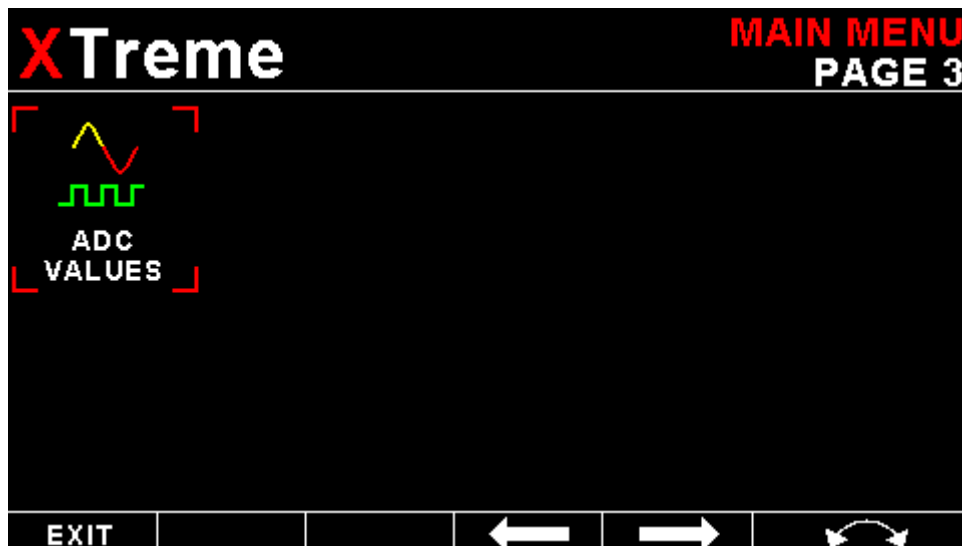 XTreme
MAIN MENU
PAGE 3
ADC
VALUES
EXIT